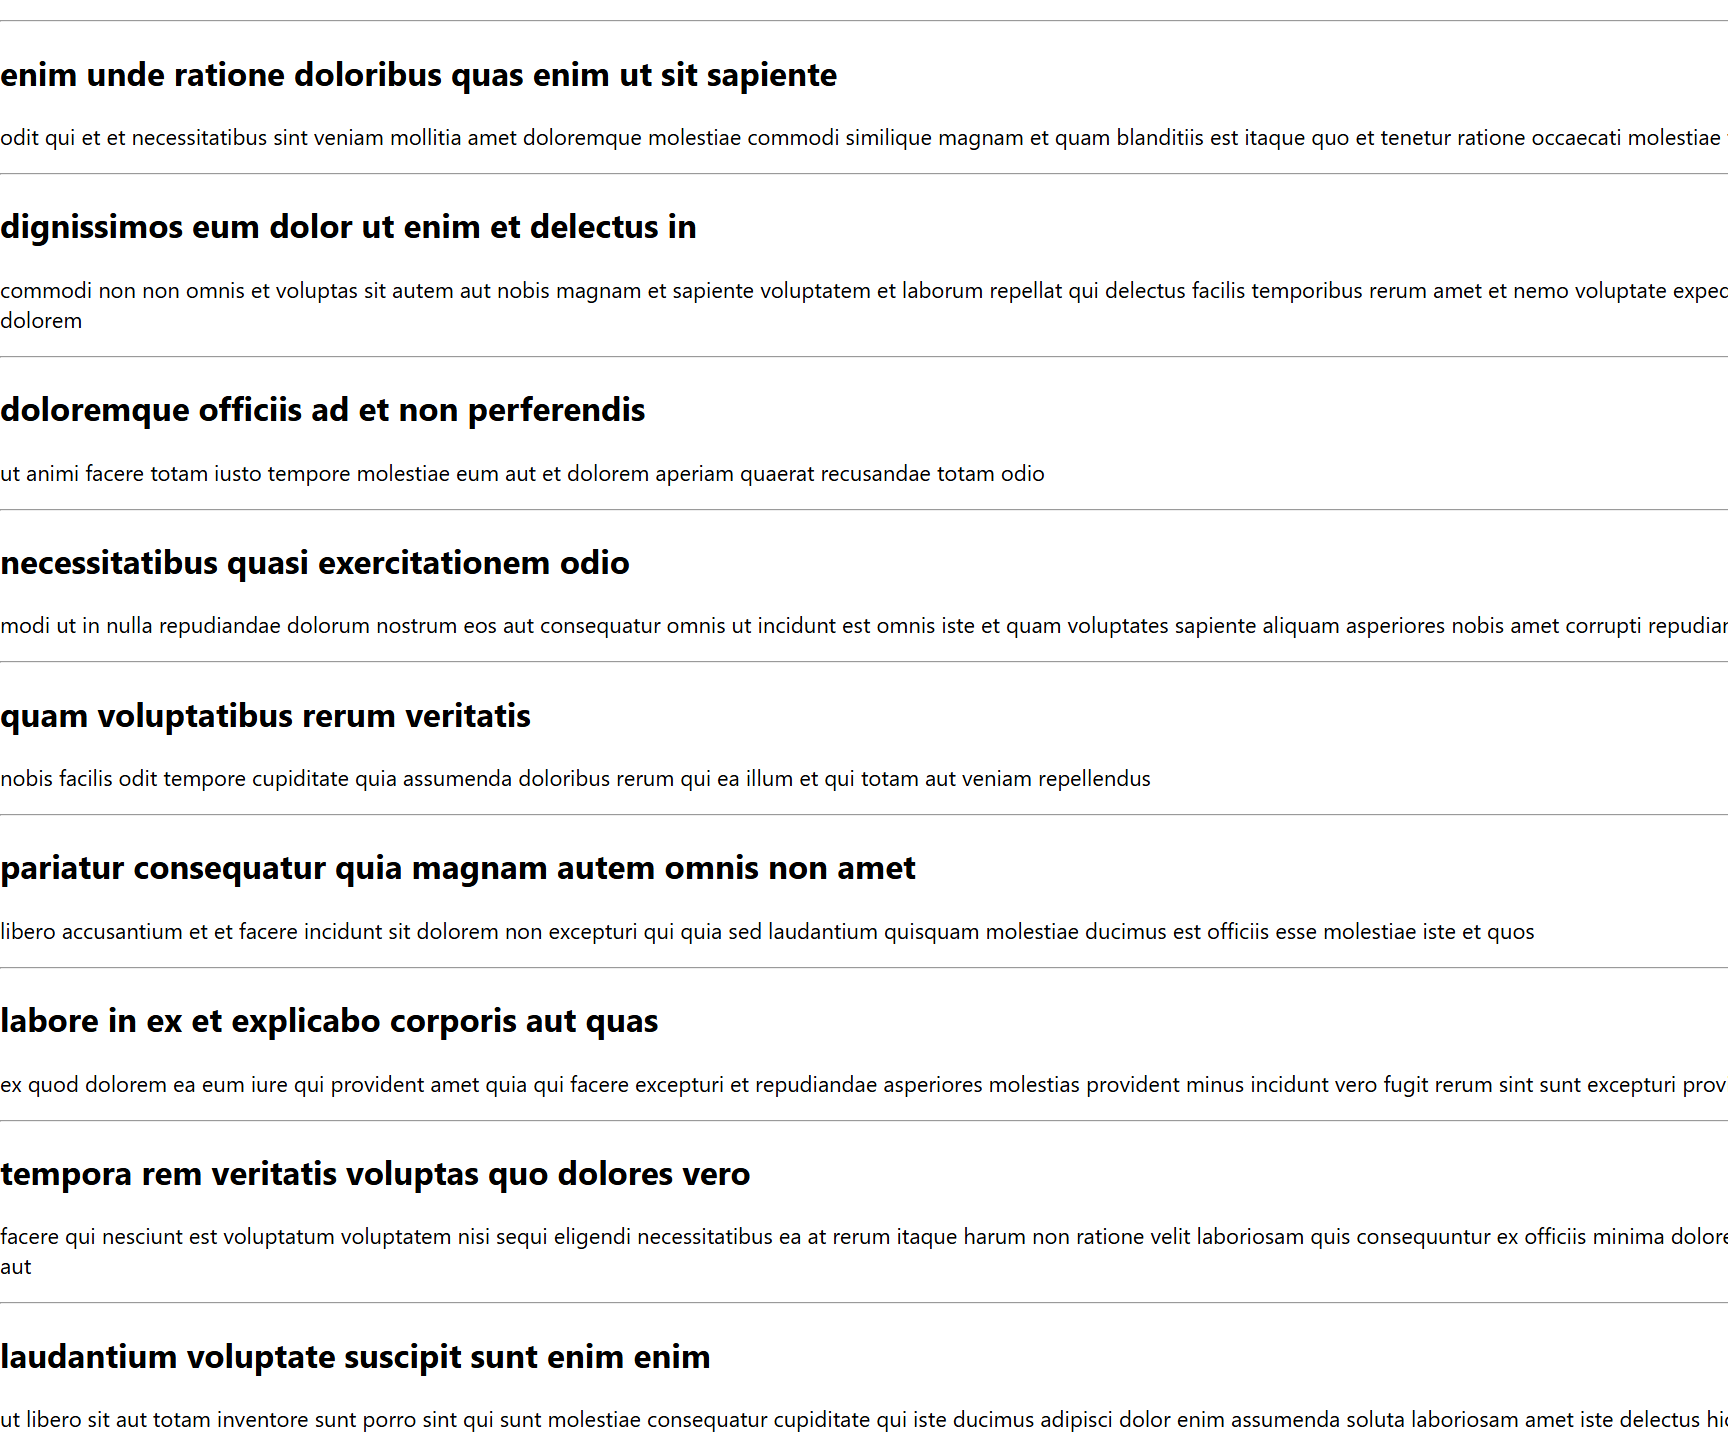 enim unde ratione doloribus quas enim ut sit sapiente
odit qui et et necessitatibus sint veniam mollitia amet doloremque molestiae commodi similique magnam et quam blanditiis est itaque quo et tenetur ratione occaecati molestiae
dignissimos eum dolor ut enim et delectus in
commodi non non omnis et voluptas sit autem aut nobis magnam et sapiente voluptatem et laborum repellat qui delectus facilis temporibus rerum amet et nemo voluptate
dolorem
doloremque officiis ad et non perferendis
ut animi facere totam iusto tempore molestiae eum aut et dolorem aperiam quaerat recusandae totam odio
necessitatibus quasi exercitationem odio
modi ut in nulla repudiandae dolorum nostrum eos aut consequatur omnis ut incidunt est omnis iste et quam voluptates sapiente aliquam asperiores nobis amet corrupti
quam voluptatibus rerum veritatis
nobis facilis odit tempore cupiditate quia assumenda doloribus rerum qui ea illum et qui totam aut veniam repellendus
pariatur consequatur quia magnam autem omnis non amet
libero accusantium et et facere incidunt sit dolorem non excepturi qui quia sed laudantium quisquam molestiae ducimus est officiis esse molestiae iste et quos
labore in ex et explicabo corporis aut quas
ex quod dolorem ea eum iure qui provident amet quia qui facere excepturi et repudiandae asperiores molestias provident minus incidunt vero fugit rerum sint sunt excepturi prov
tempora rem veritatis voluptas quo dolores vero
facere qui nesciunt est voluptatum voluptatem nisi sequi eligendi necessitatibus ea at rerum itaque harum non ratione velit laboriosam quis consequuntur ex officiis minima dolore
aut
laudantium voluptate suscipit sunt enim enim
ut libero sit aut totam inventore sunt porro sint qui sunt molestiae consequatur cupiditate qui iste ducimus adipisci dolor enim assumenda soluta laboriosam amet iste delectus